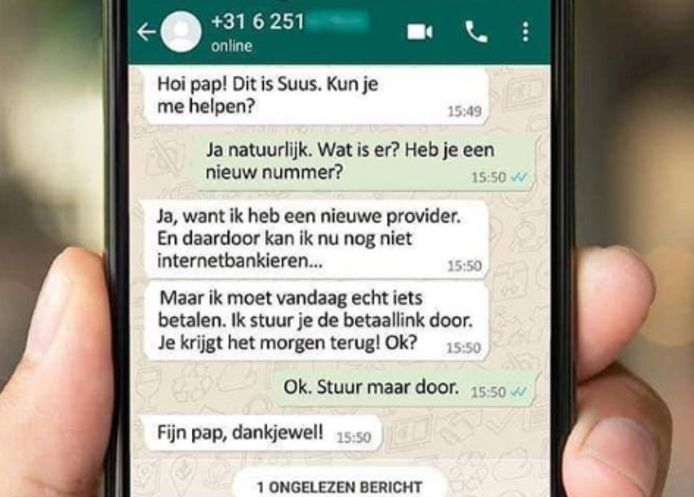 +31 6 251
online
Hoi pap! Dit is Suus. Kun je
me helpen?
15:49
Ja natuurlijk. Wat is er? Heb je een
nieuw nummer?
15:50
Ja, want ik heb een nieuwe provider.
En daardoor kan ik nu nog niet
internetbankieren...
15:50
Maar ik moet vandaag echt iets
betalen. Ik stuur je de betaallink door.
Je krijgt het morgen terug! Ok?
15:50
Ok. Stuur maar door. 15:50
Fijn pap, dankjewel! 15:50
1 ONGELEZEN BERICHT